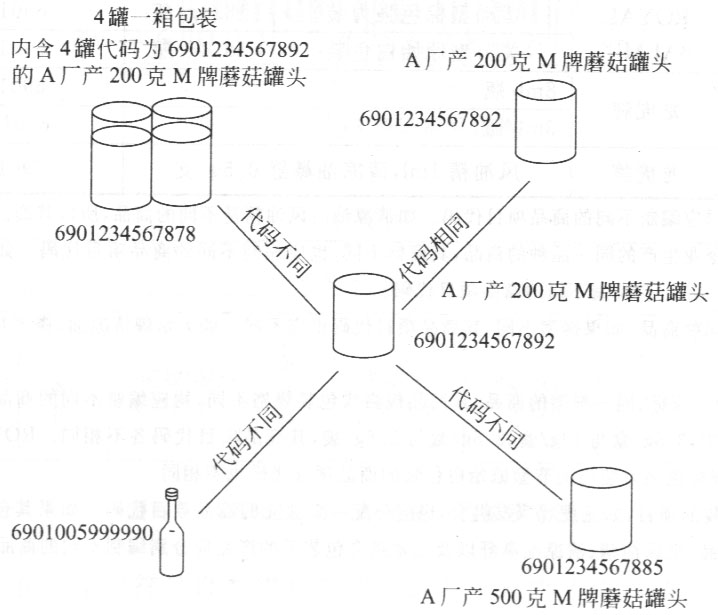 4罐一箱包装
内含4罐代码为6901234567892
的A厂产200克M牌蘑菇罐头
6901234567878
A厂产200克M牌蘑菇罐头
6901234567892
代码不同
代码相同
A厂产200克M牌蘑菇罐头
6901234567892
代码不同
代码不同
6901005999990
6901234567885
A厂产500克M牌蘑菇罐头